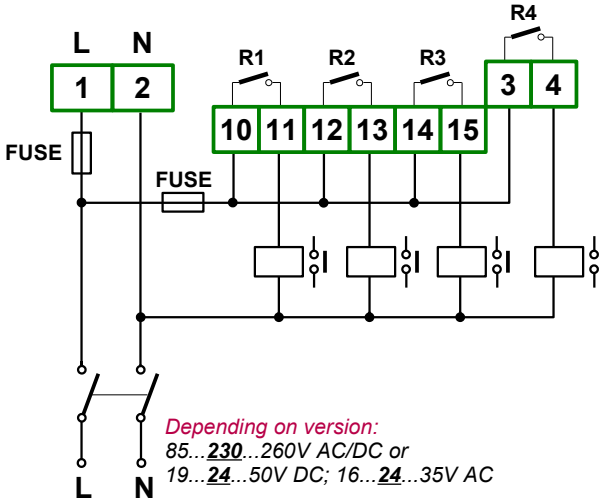 R4
L N
R1 R2 R3
1 2 3 4
10 11 12 13 14 15
FUSE
FUSE
Depending on version:
85...230...260V AC/DC or
19...24...50V DC; 16...24...35V AC
L N